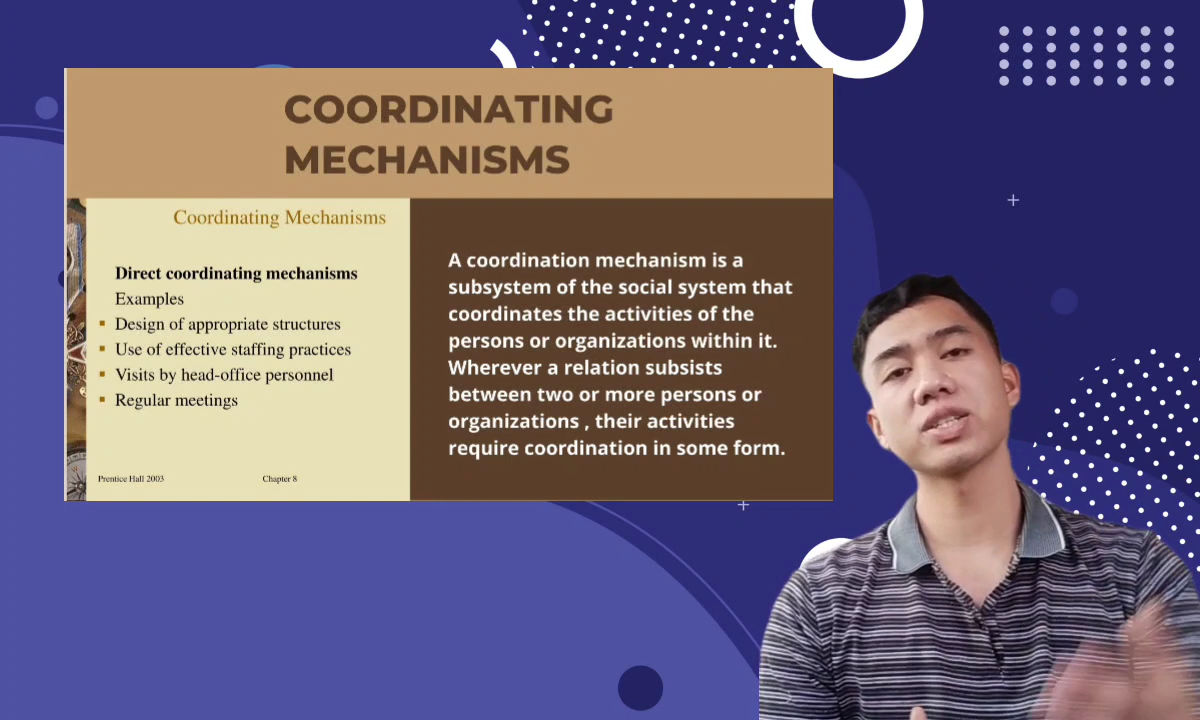 COORDINATING
MECHANISMS
Coordinating Mechanisms
Direct coordinating mechanisms
Examples
▪ Design of appropriate structures
▪ Use of effective staffing practices
▪ Visits by head-office personnel
▪ Regular meetings
Prentice Hall 2003 Chapter 8
A coordination mechanism is a
subsystem of the social system that
coordinates the activities of the
persons or organizations within it.
Wherever a relation subsists
between two or more persons or
organizations , their activities
require coordination in some form.